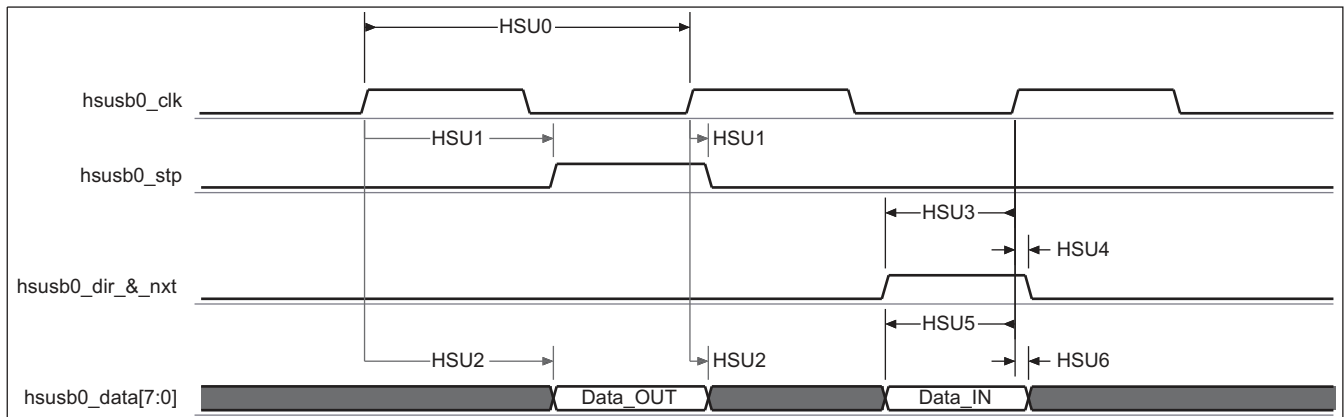 HSU0
hsusb0_clk
HSU1
HSU1
hsusb0_stp
HSU3
HSU4
hsusb0_dir_&_nxt
HSU5
HSU2
HSU2
HSU6
hsusb0_data[7:0]
Data_OUT
Data_IN